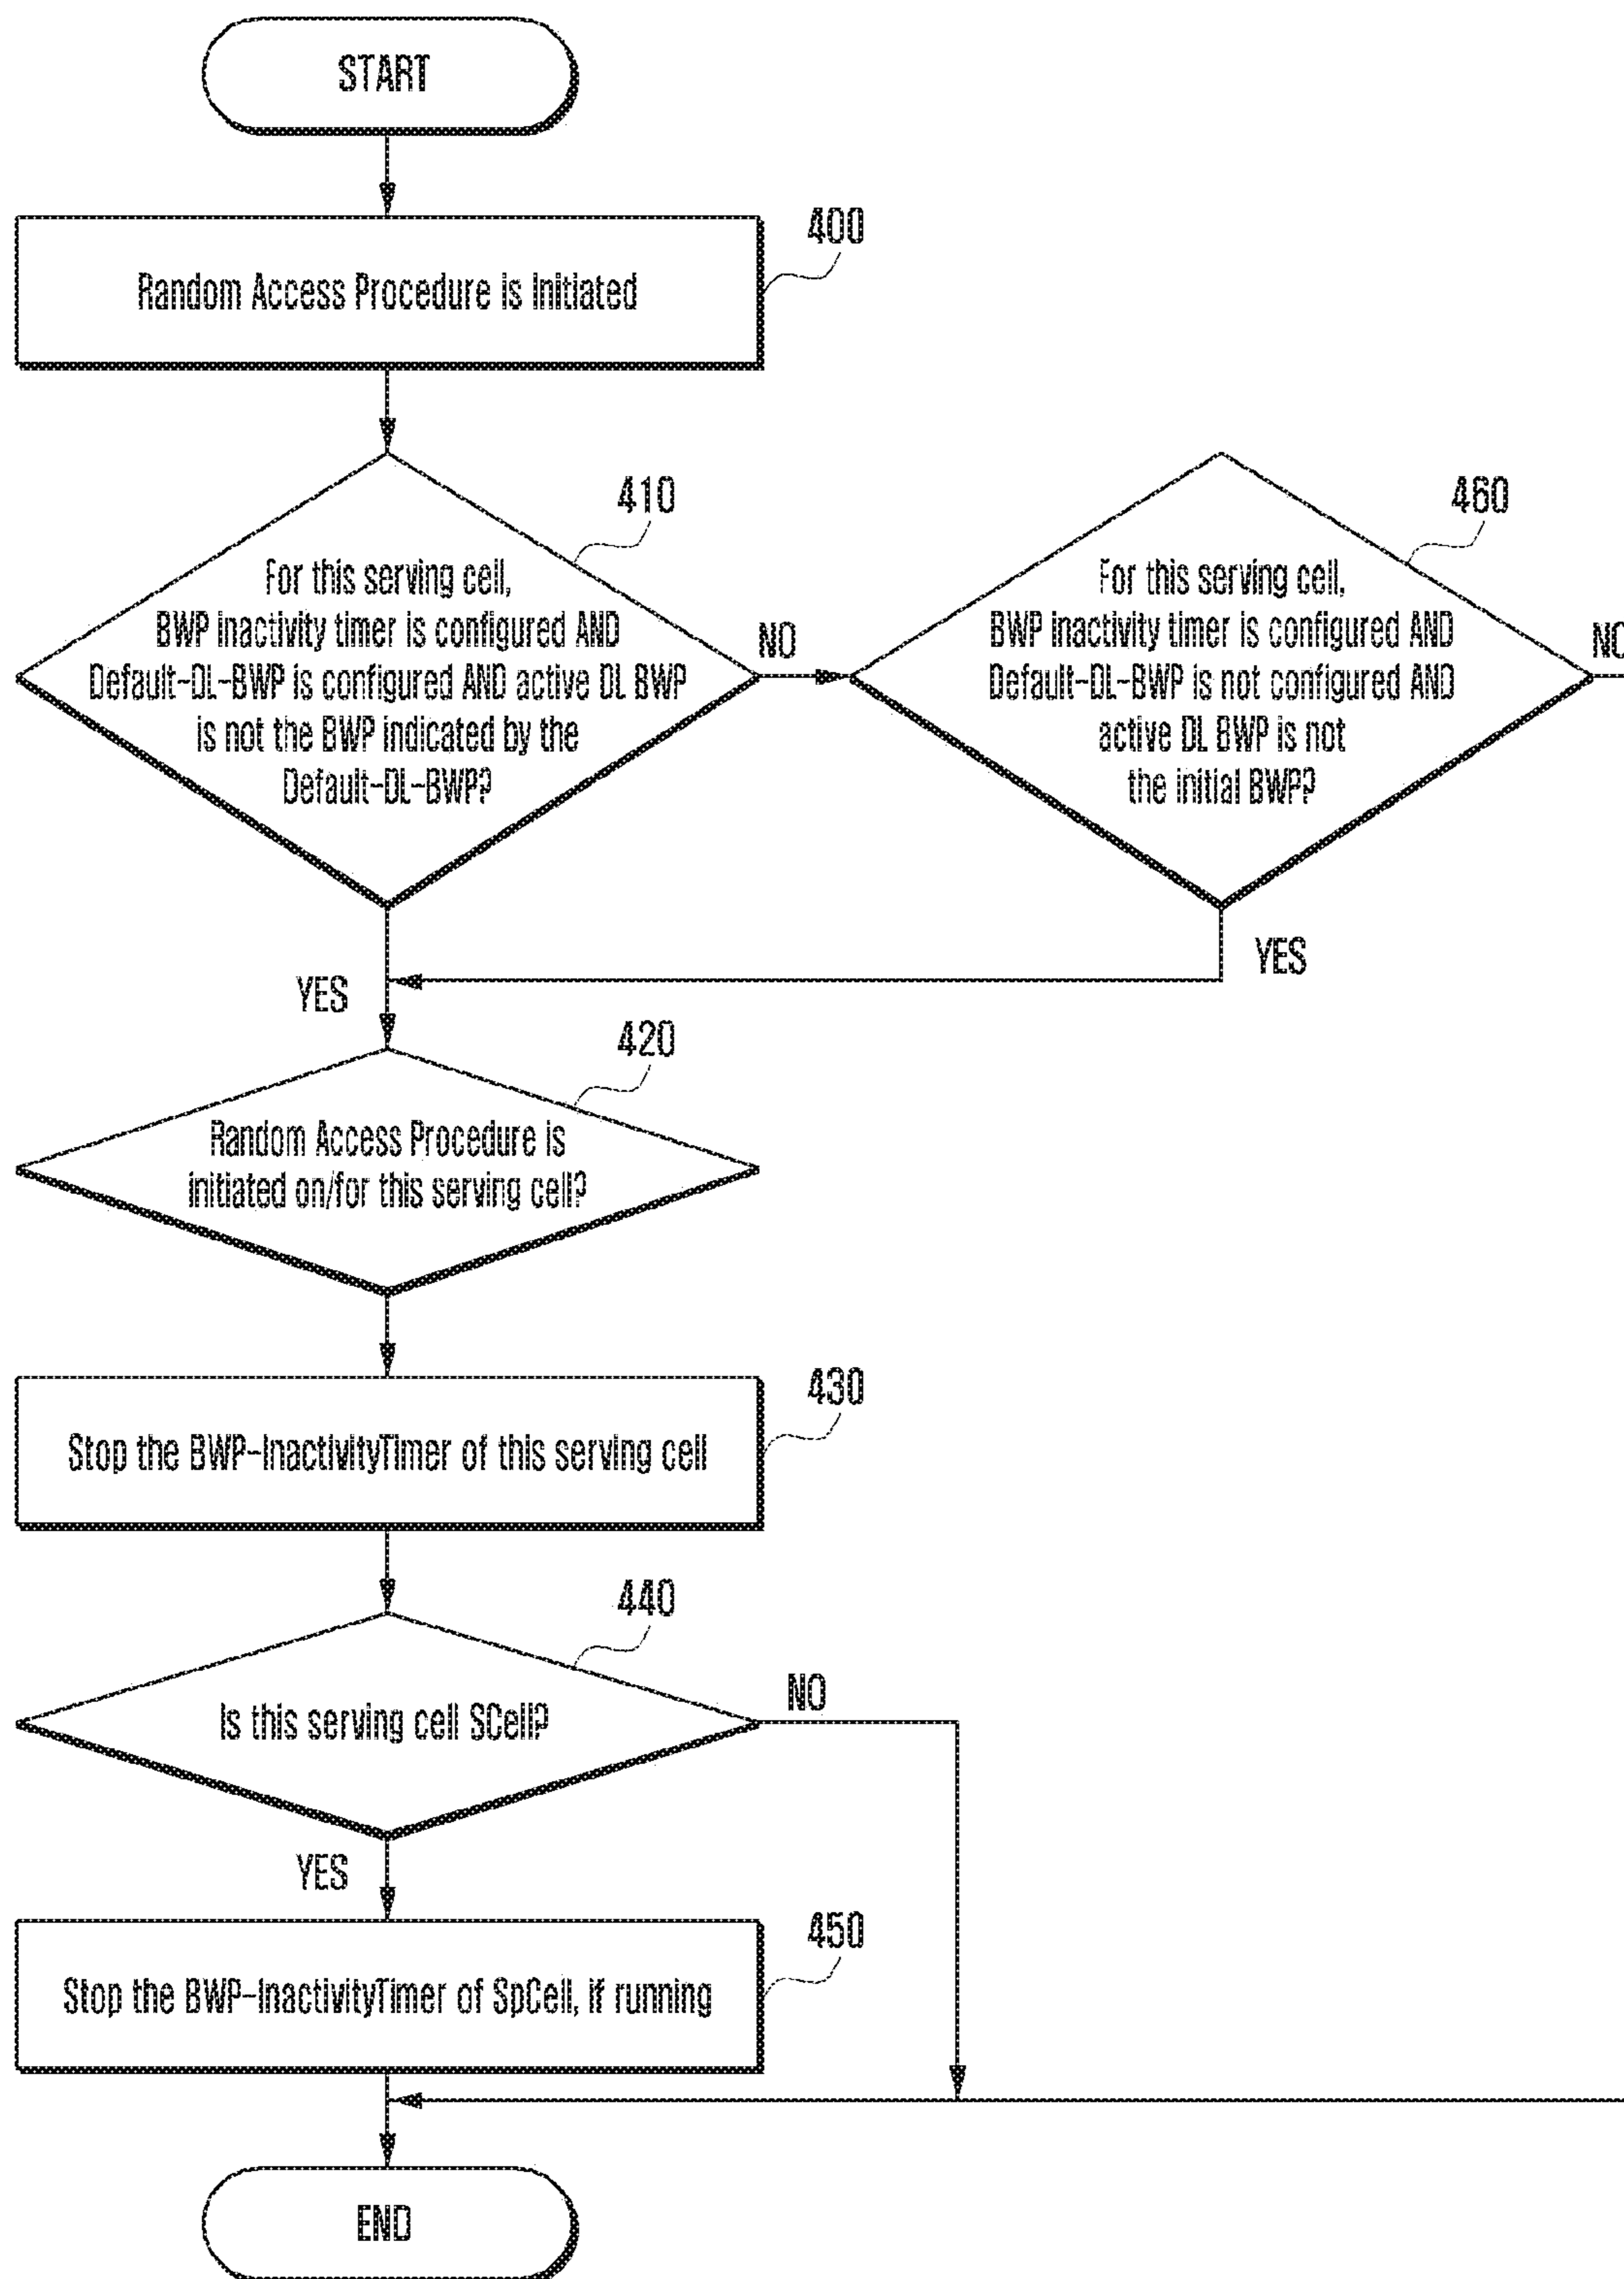 START
400
Random Access Procedure is initiated
410
For this serving cell,
BWP inactivity timer is configured AND
Default-DL-BWP is configured AND active DL BWP
is not the BWP indicated by the
Default-DL-BWP?
NO
460
For this serving cell,
BWP inactivity timer is configured AND
Default-DL-BWP is not configured AND
active DL BWP is not
the initial BWP?
NO
YES
YES
420
Random Access Procedure is
initiated on/for this serving cell?
430
Stop the BWP-InactivityTimer of this serving cell
440
Is this serving cell SCell?
NO
YES
450
Stop the BWP-InactivityTimer of SpCell, if running
END